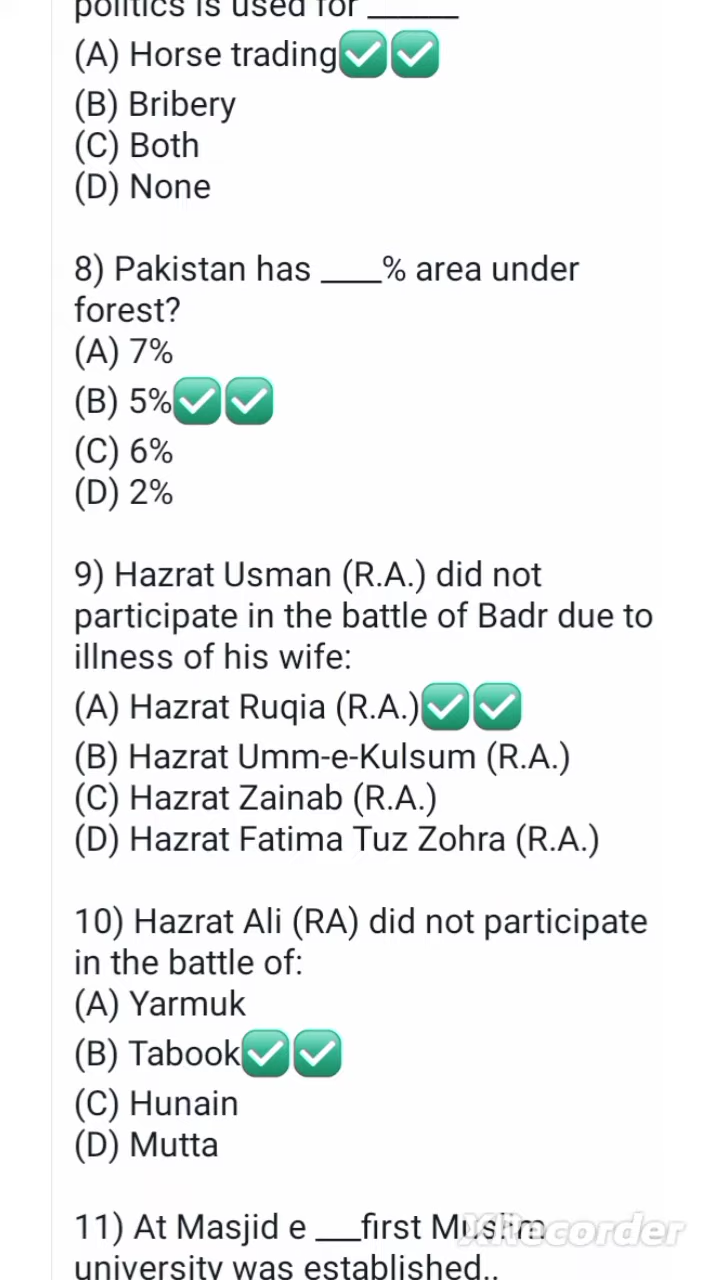 politics is used for ______
(A) Horse trading✅✅
(B) Bribery
(C) Both
(D) None
8) Pakistan has ____% area under
forest?
(A) 7%
(B) 5%✅✅
(C) 6%
(D) 2%
9) Hazrat Usman (R.A.) did not
participate in the battle of Badr due to
illness of his wife:
(A) Hazrat Ruqia (R.A.)✅✅
(B) Hazrat Umm-e-Kulsum (R.A.)
(C) Hazrat Zainab (R.A.)
(D) Hazrat Fatima Tuz Zohra (R.A.)
10) Hazrat Ali (RA) did not participate
in the battle of:
(A) Yarmuk
(B) Tabook✅✅
(C) Hunain
(D) Mutta
11) At Masjid e ___first Muslim
university was established..
XRecorder